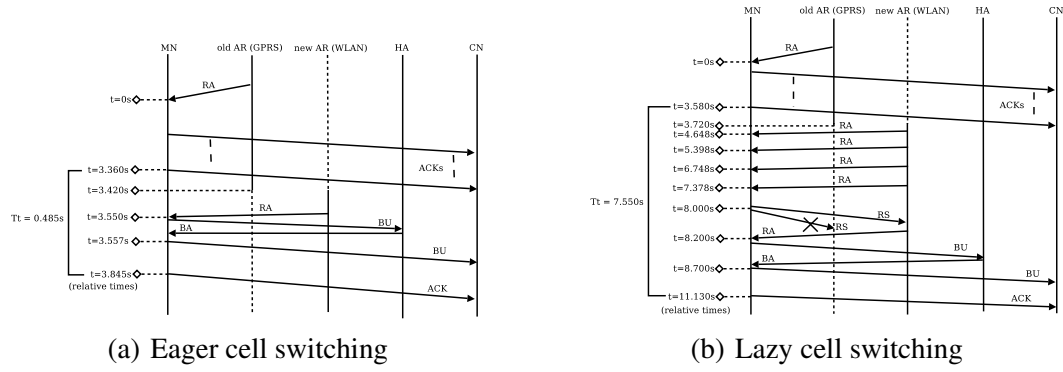 MN
old AR (GPRS)
new AR (WLAN)
HA
CN
RA
t=0s
ACKs
t=3.360s
t=3.420s
Tt = 0.485s
RA
t=3.550s
BU
BA
t=3.557s
BU
t=3.845s
(relative times)
ACK
(a) Eager cell switching
MN
old AR (GPRS)
new AR (WLAN)
HA
CN
RA
t=0s
ACKs
t=3.580s
t=3.720s
RA
t=4.648s
RA
t=5.398s
RA
t=6.748s
RA
t=7.378s
Tt = 7.550s
t=8.000s
RS
RS
RA
t=8.200s
BU
BA
t=8.700s
BU
t=11.130s
(relative times)
ACK
(b) Lazy cell switching